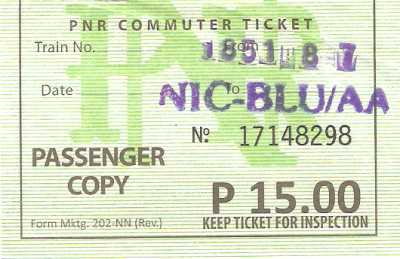 PNR COMMUTER TICKET
Train No. From
Date To
NIC-BLU/AA
№ 17148298
PASSENGER
COPY
P 15.00
Form Mktg. 202-NN (Rev.)
KEEP TICKET FOR INSPECTION